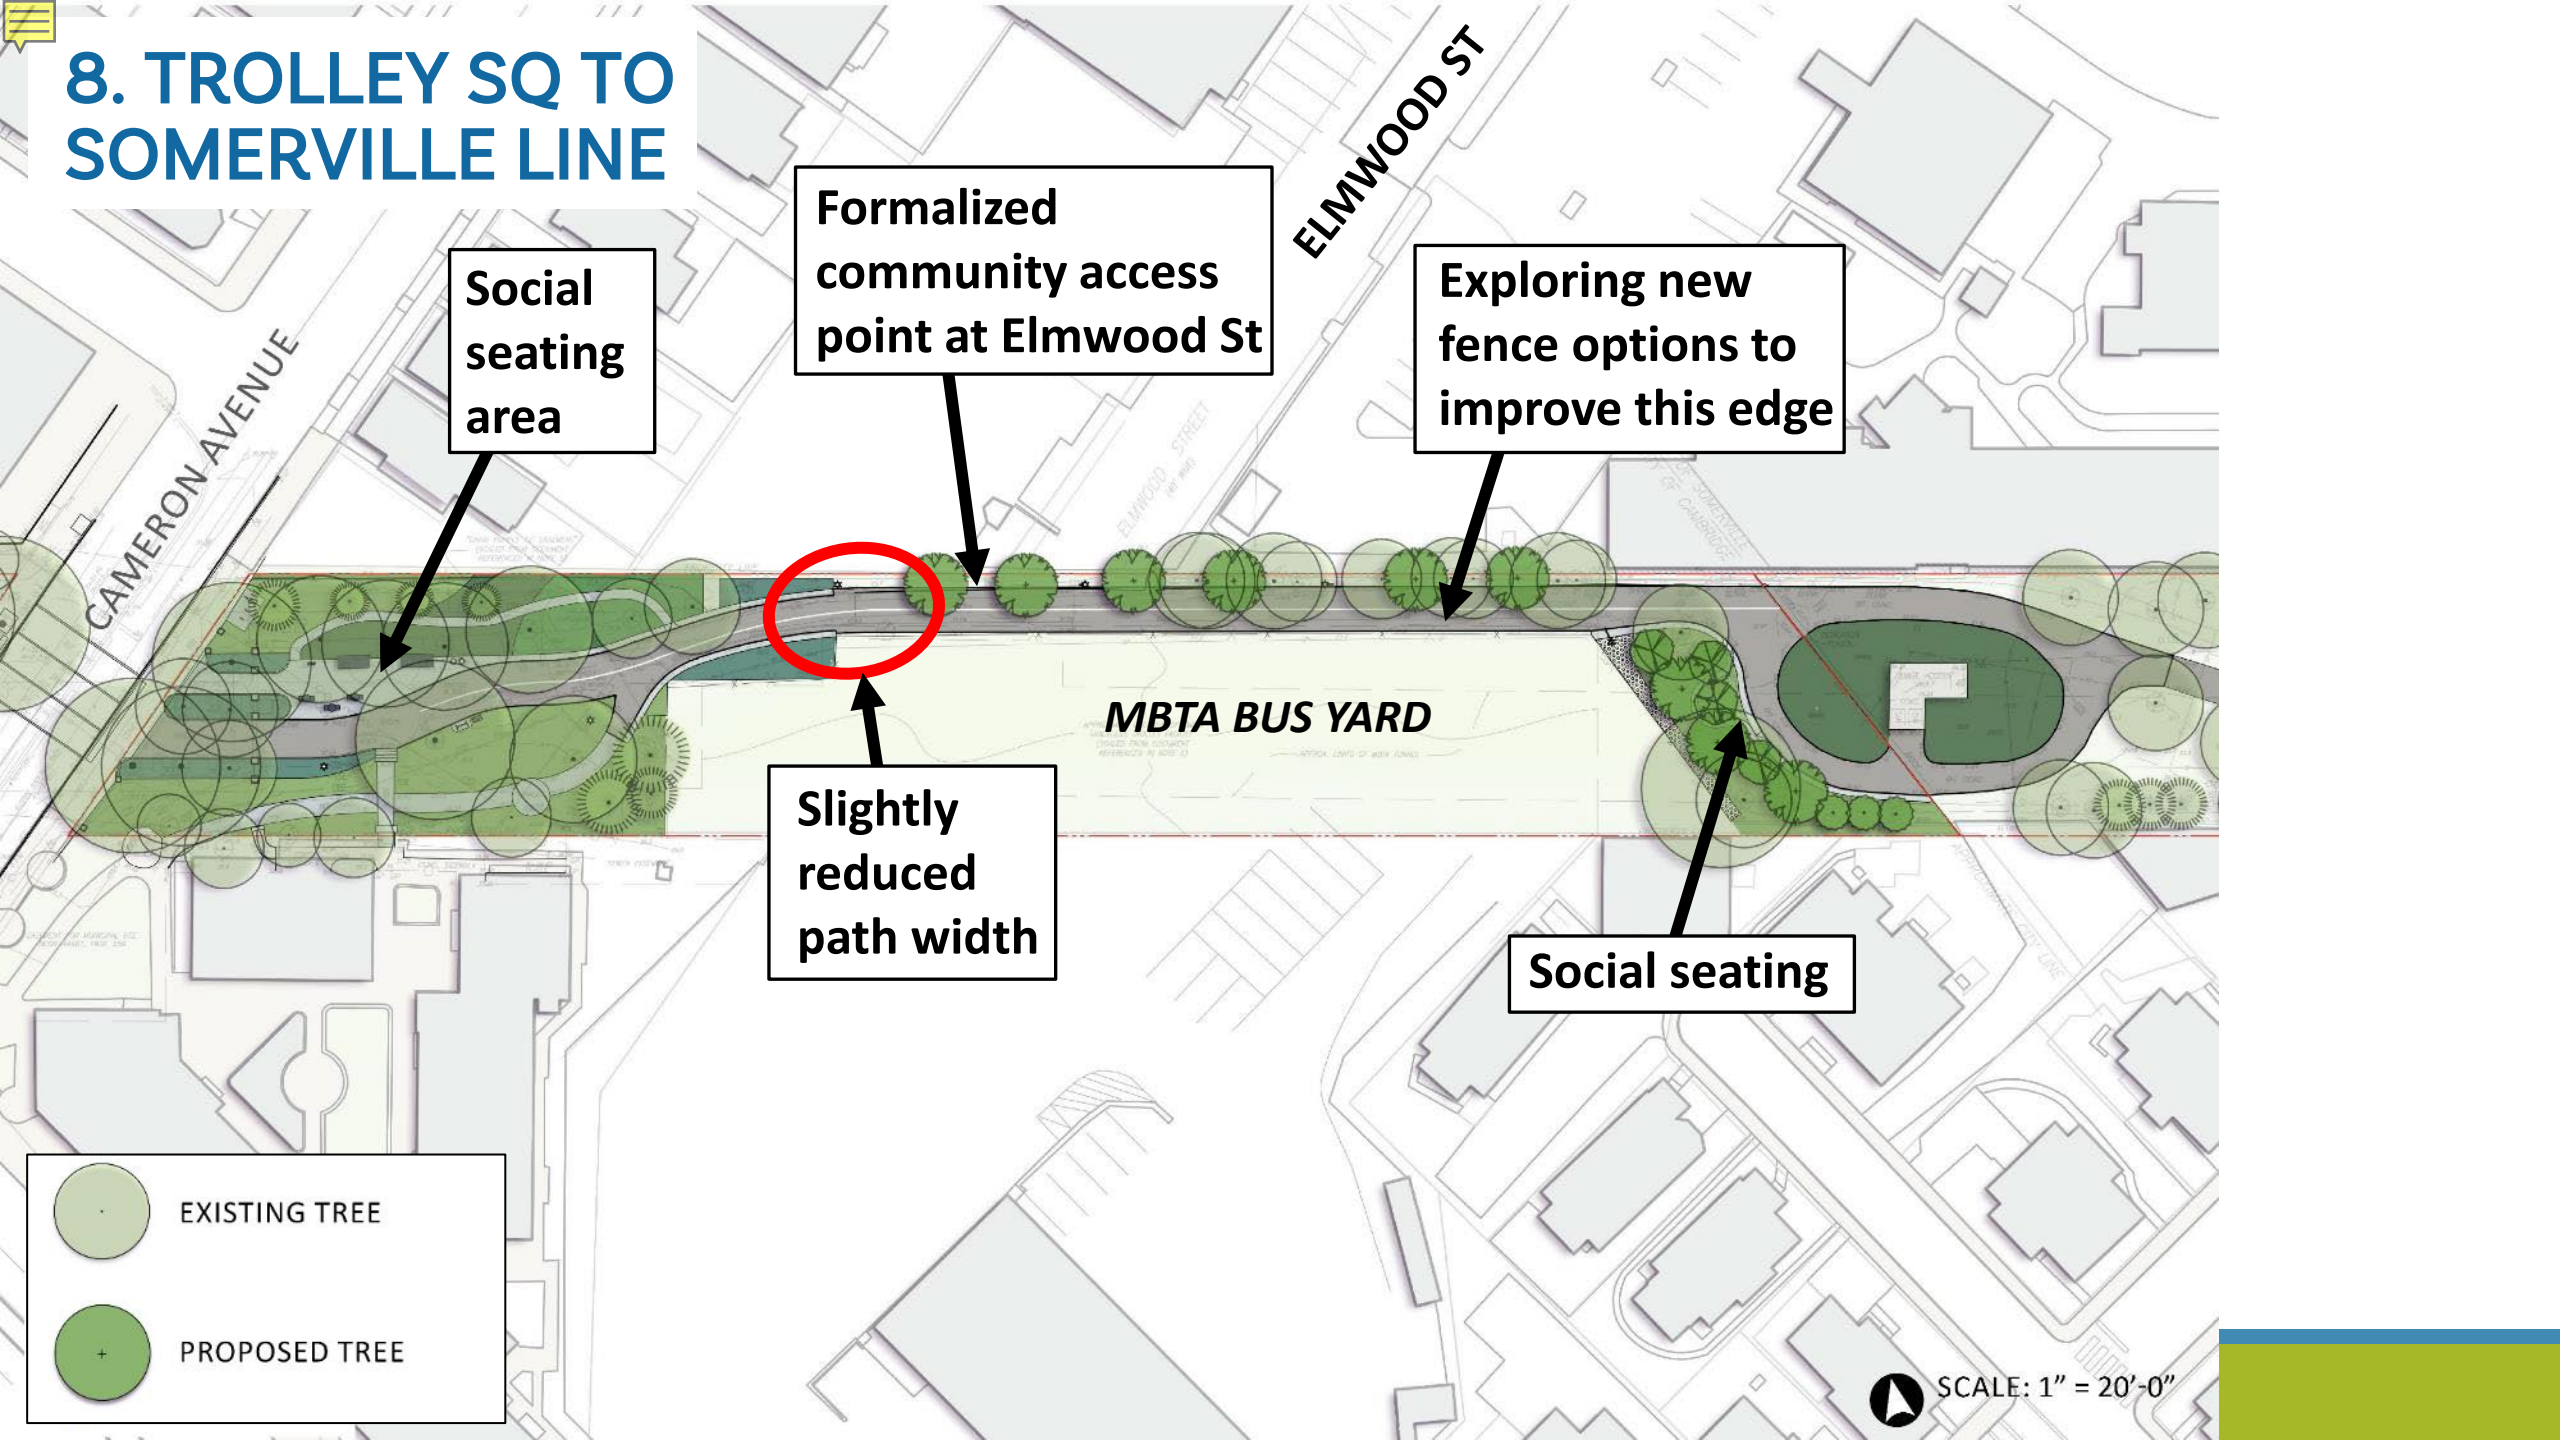 8. TROLLEY SQ TO
SOMERVILLE LINE
ELMWOOD ST
Formalized
community access
point at Elmwood St
Social
seating
area
Exploring new
fence options to
improve this edge
CAMERON AVENUE
ELMWOOD STREET
MBTA BUS YARD
Slightly
reduced
path width
Social seating
EXISTING TREE
PROPOSED TREE
SCALE: 1" = 20'-0"